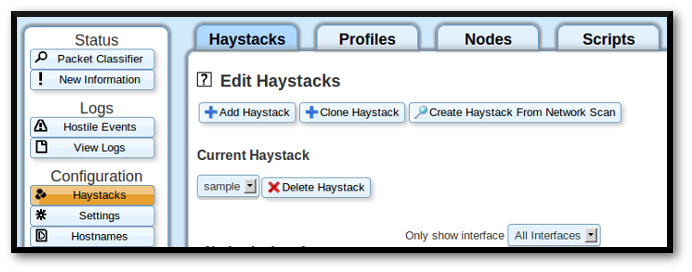 Status
Packet Classifier
New Information
Logs
Hostile Events
View Logs
Configuration
Haystacks
Settings
Hostnames
Haystacks Profiles Nodes Scripts
Edit Haystacks
Add Haystack Clone Haystack Create Haystack From Network Scan
Current Haystack
sample Delete Haystack
Only show interface All Interfaces